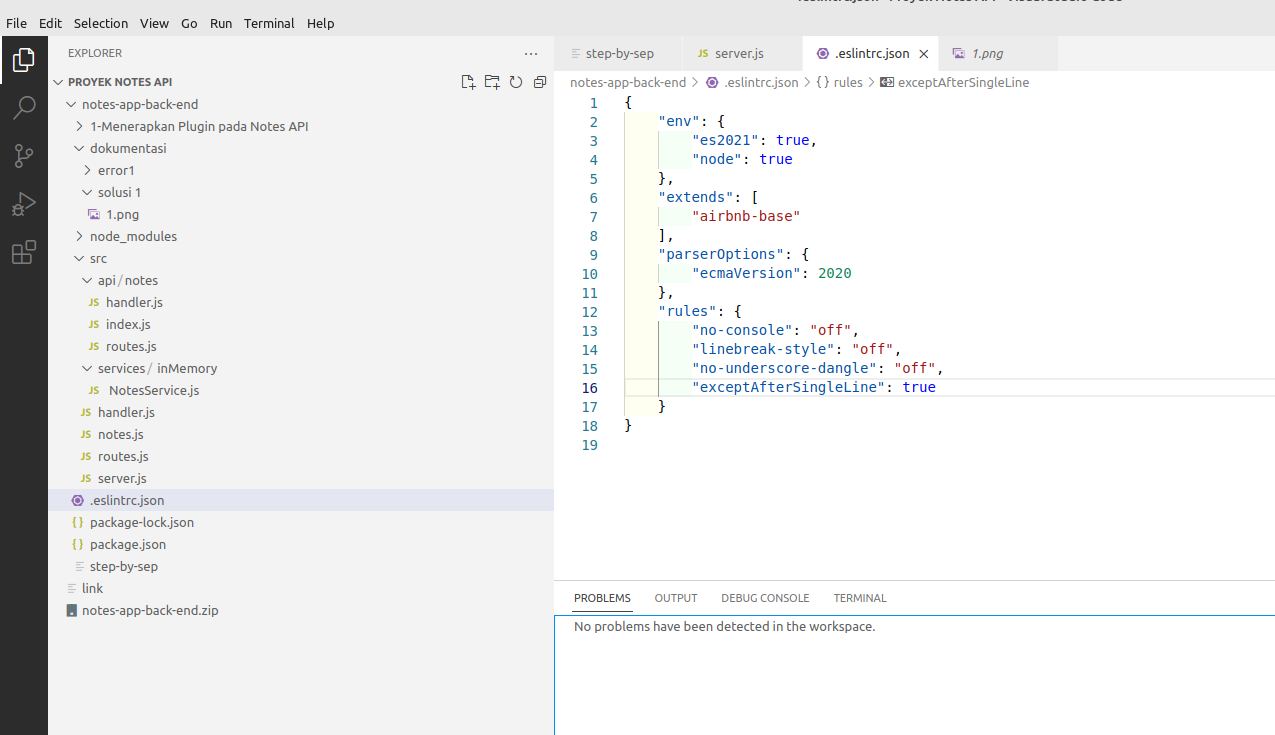 File Edit Selection View Go Run Terminal Help
EXPLORER
PROYEK NOTES API
notes-app-back-end
1-Menerapkan Plugin pada Notes API
dokumentasi
error1
solusi 1
1.png
node_modules
src
api / notes
JS handler.js
JS index.js
JS routes.js
services / inMemory
JS NotesService.js
JS handler.js
JS notes.js
JS routes.js
JS server.js
.eslintrc.json
{} package-lock.json
{} package.json
step-by-sep
link
notes-app-back-end.zip
step-by-sep JS server.js .eslintrc.json 1.png
notes-app-back-end > .eslintrc.json > {} rules > exceptAfterSingleLine
1 {
2 "env": {
3 "es2021": true,
4 "node": true
5 },
6 "extends": [
7 "airbnb-base"
8 ],
9 "parserOptions": {
10 "ecmaVersion": 2020
11 },
12 "rules": {
13 "no-console": "off",
14 "linebreak-style": "off",
15 "no-underscore-dangle": "off",
16 "exceptAfterSingleLine": true
17 }
18 }
19
PROBLEMS OUTPUT DEBUG CONSOLE TERMINAL
No problems have been detected in the workspace.